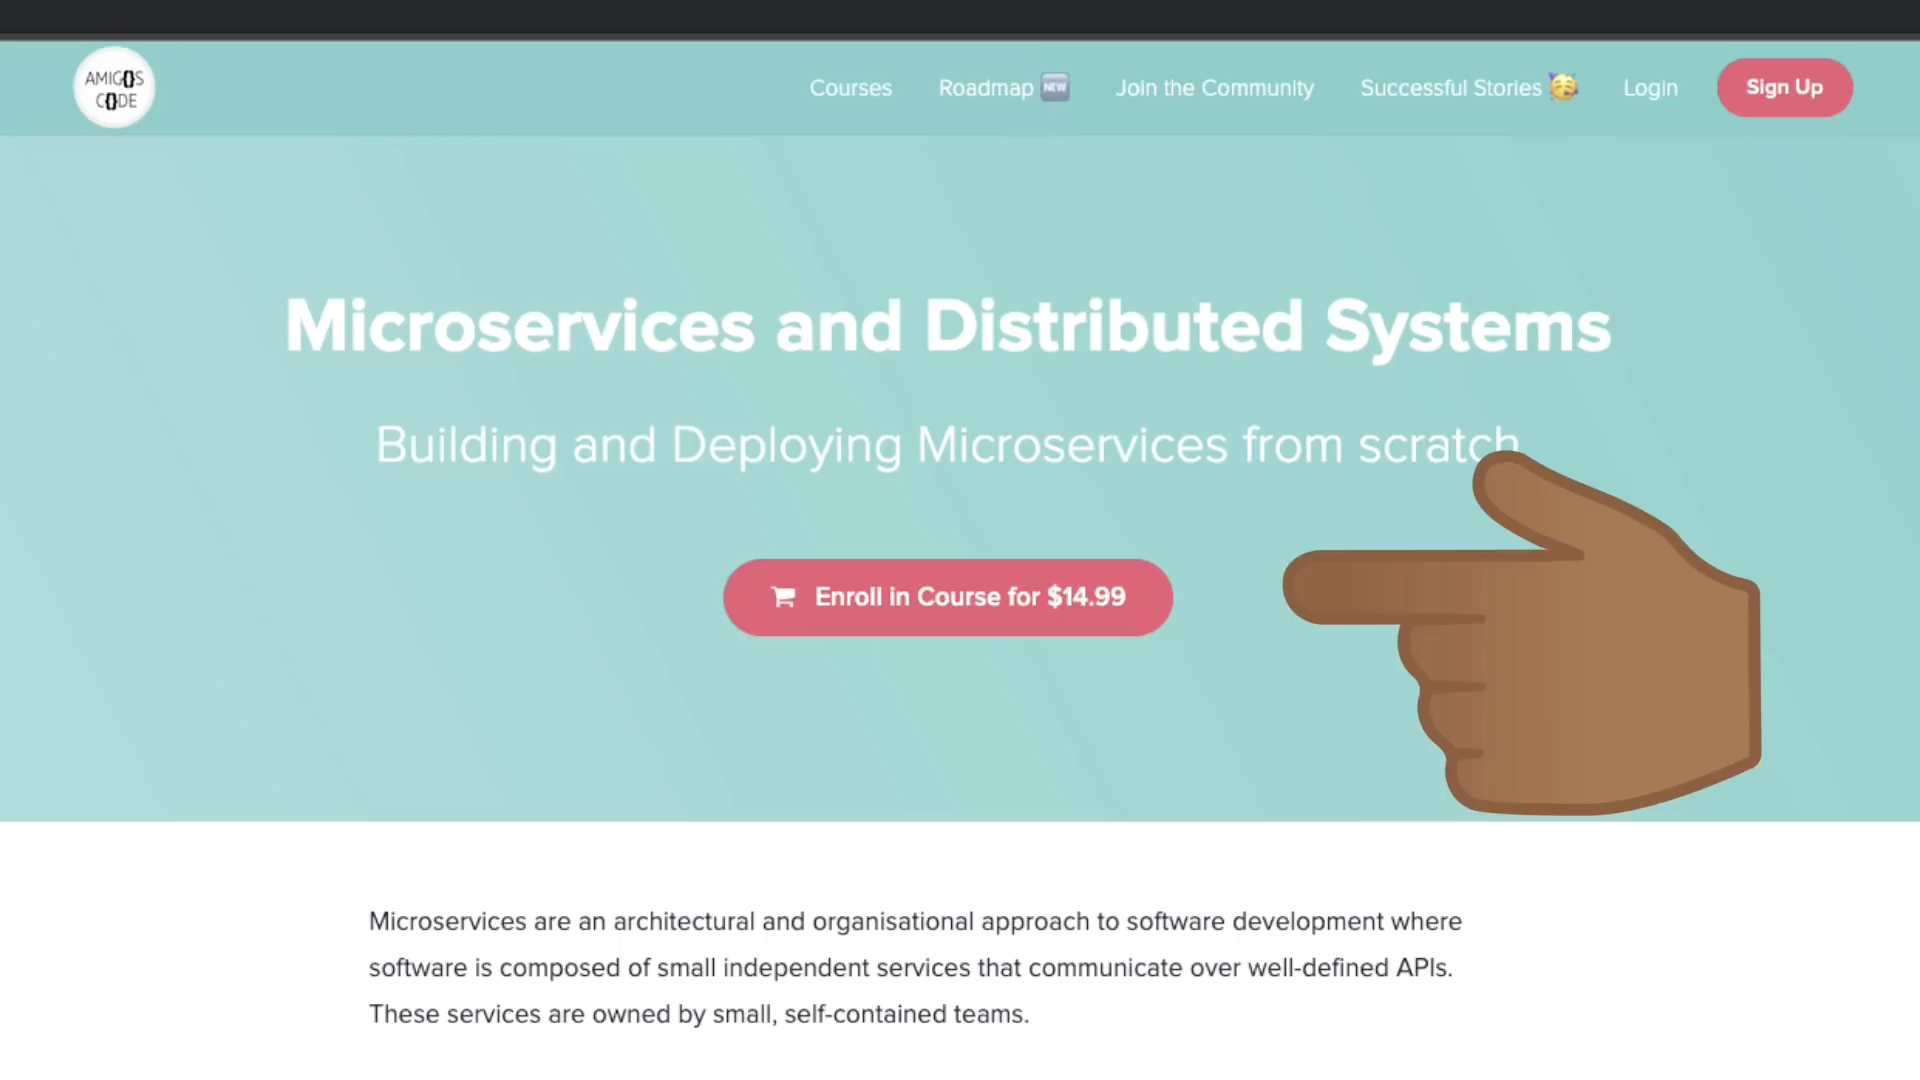 AMIG{}S
C{}DE
Courses
Roadmap NEW
Join the Community
Successful Stories
Login
Sign Up
Microservices and Distributed Systems
Building and Deploying Microservices from scratch
Enroll in Course for $14.99
Microservices are an architectural and organisational approach to software development where
software is composed of small independent services that communicate over well-defined APIs.
These services are owned by small, self-contained teams.